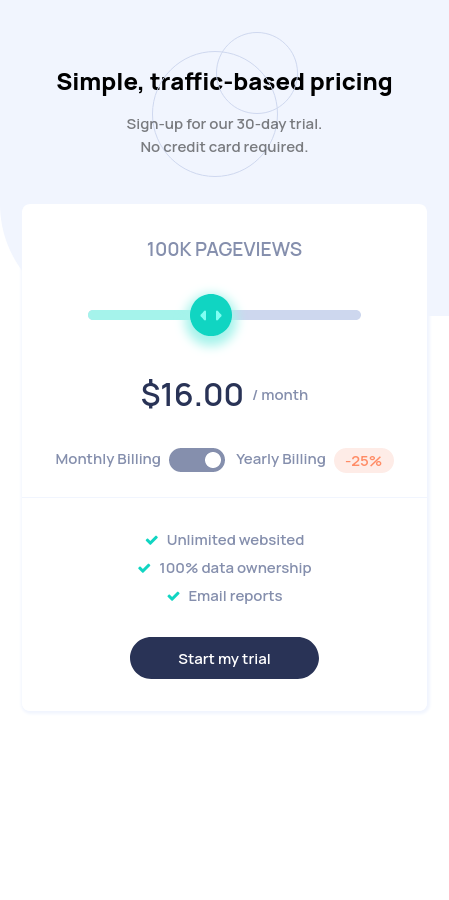 Simple, traffic-based pricing
Sign-up for our 30-day trial.
No credit card required.
100K PAGEVIEWS
$16.00 / month
Monthly Billing Yearly Billing -25%
Unlimited websited
100% data ownership
Email reports
Start my trial